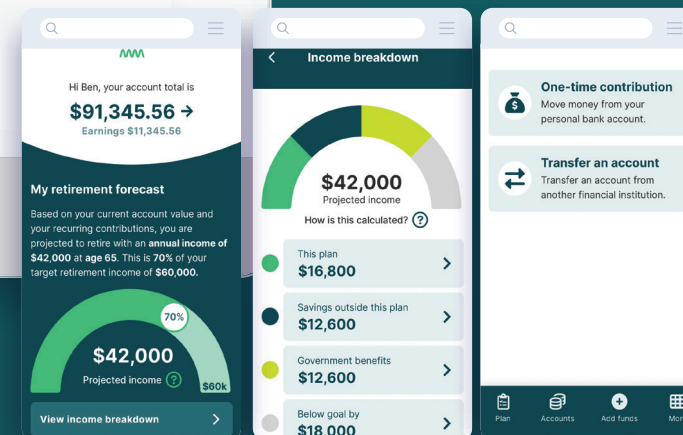 Hi Ben, your account total is
$91,345.56 →
Earnings $11,345.56
My retirement forecast
Based on your current account value and
your recurring contributions, you are
projected to retire with an annual income of
$42,000 at age 65. This is 70% of your
target retirement income of $60,000.
70%
$42,000
Projected income ?
$60k
View income breakdown
Income breakdown
$42,000
Projected income
How is this calculated? ?
This plan
$16,800
Savings outside this plan
$12,600
Government benefits
$12,600
Below goal by
$18,000
One-time contribution
Move money from your
personal bank account.
Transfer an account
Transfer an account from
another financial institution.
Plan
Accounts
Add funds